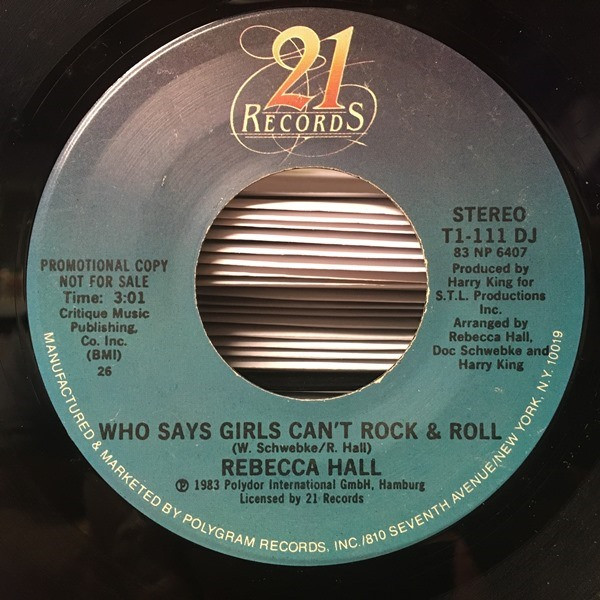 21
RECORDS
STEREO
T1-111 DJ
83 NP 6407
Produced by
Harry King for
S.T.L. Productions
Inc.
Arranged by
Rebecca Hall,
Doc Schwebke and
Harry King
PROMOTIONAL COPY
NOT FOR SALE
Time: 3:01
Critique Music
Publishing,
Co. Inc.
(BMI)
26
WHO SAYS GIRLS CAN'T ROCK & ROLL
(W. Schwebke/R. Hall)
REBECCA HALL
℗ 1983 Polydor International GmbH, Hamburg
Licensed by 21 Records
MANUFACTURED & MARKETED BY POLYGRAM RECORDS, INC./810 SEVENTH AVENUE/NEW YORK, N.Y. 10019